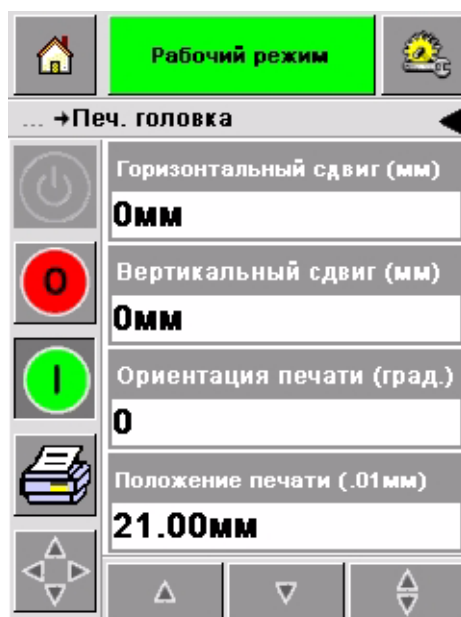 Рабочий режим
... →Печ. головка
Горизонтальный сдвиг (мм)
0мм
Вертикальный сдвиг (мм)
0мм
Ориентация печати (град.)
0
Положение печати (.01мм)
21.00мм
O
I